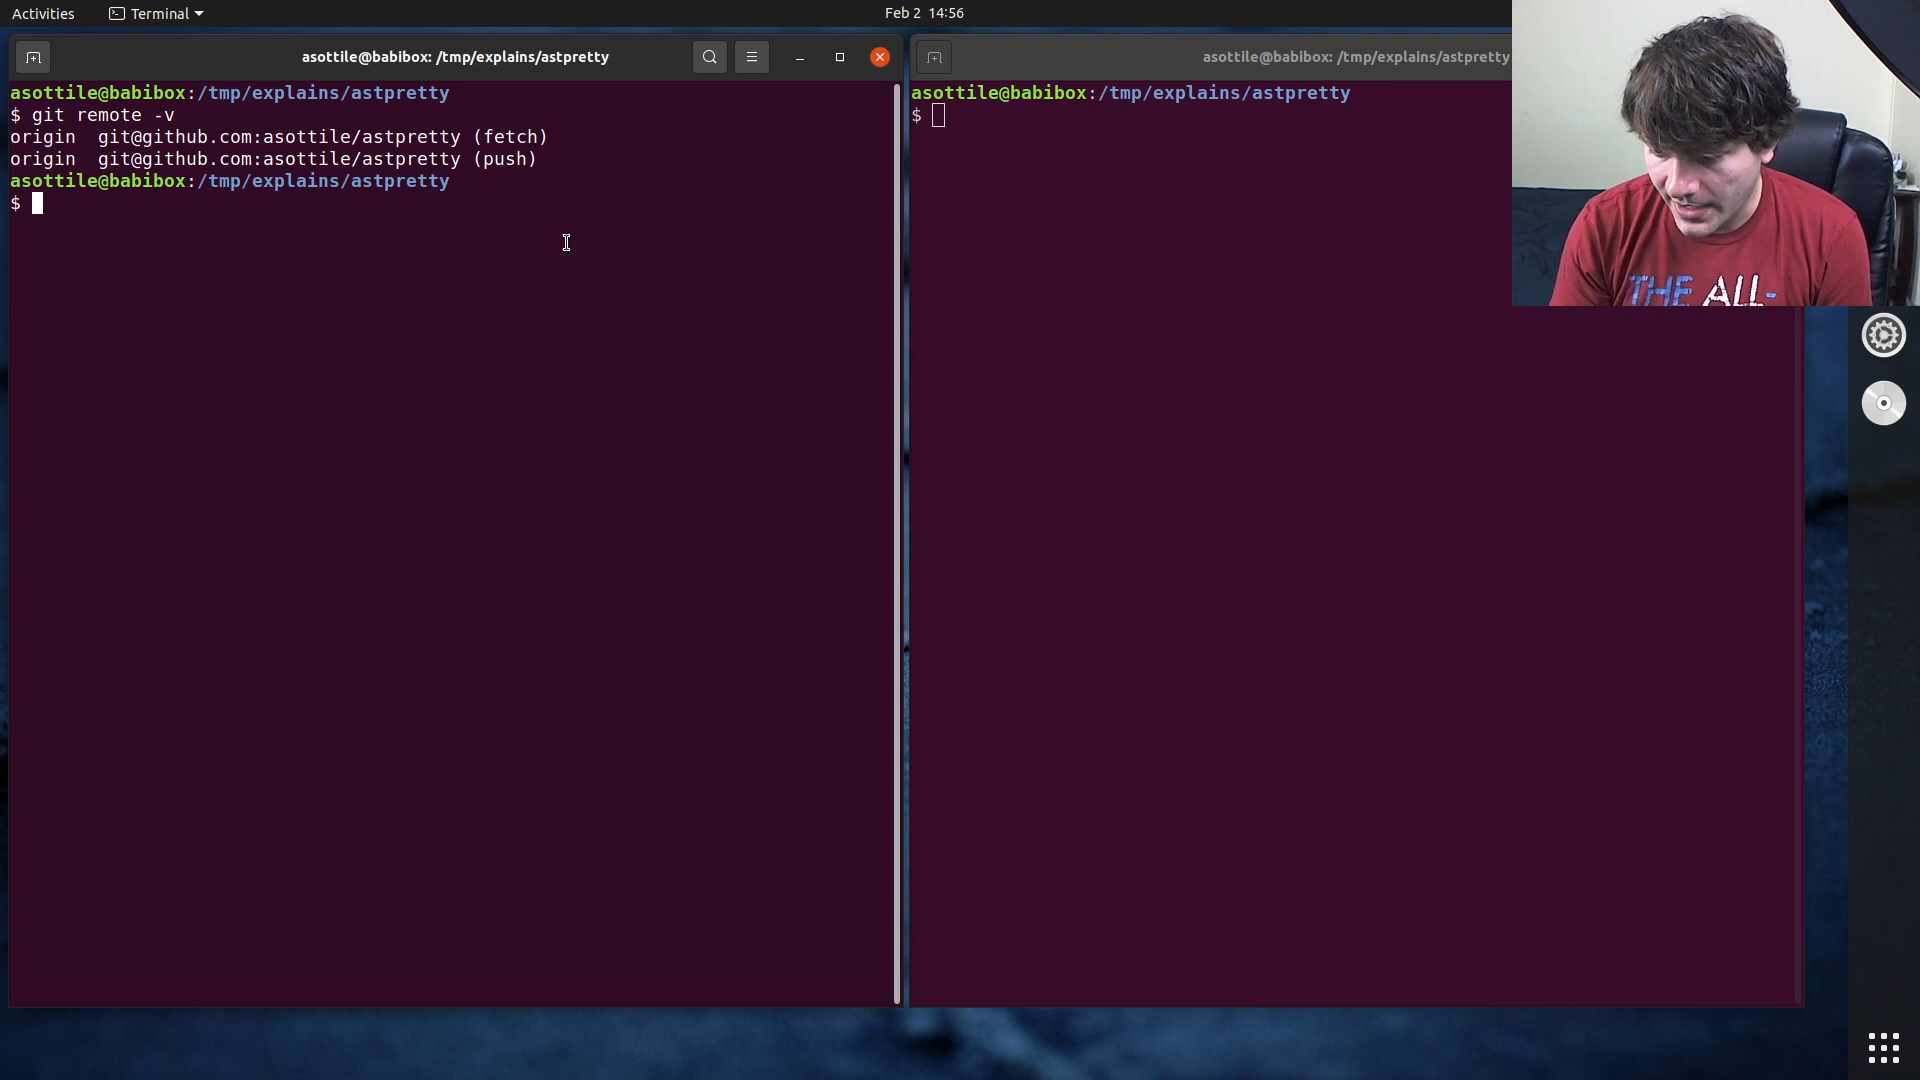 Activities
Terminal
Feb 2 14:56
asottile@babibox: /tmp/explains/astpretty
asottile@babibox:/tmp/explains/astpretty
$ git remote -v
origin  git@github.com:asottile/astpretty (fetch)
origin  git@github.com:asottile/astpretty (push)
asottile@babibox:/tmp/explains/astpretty
$
asottile@babibox: /tmp/explains/astpretty
asottile@babibox:/tmp/explains/astpretty
$
THE ALL-